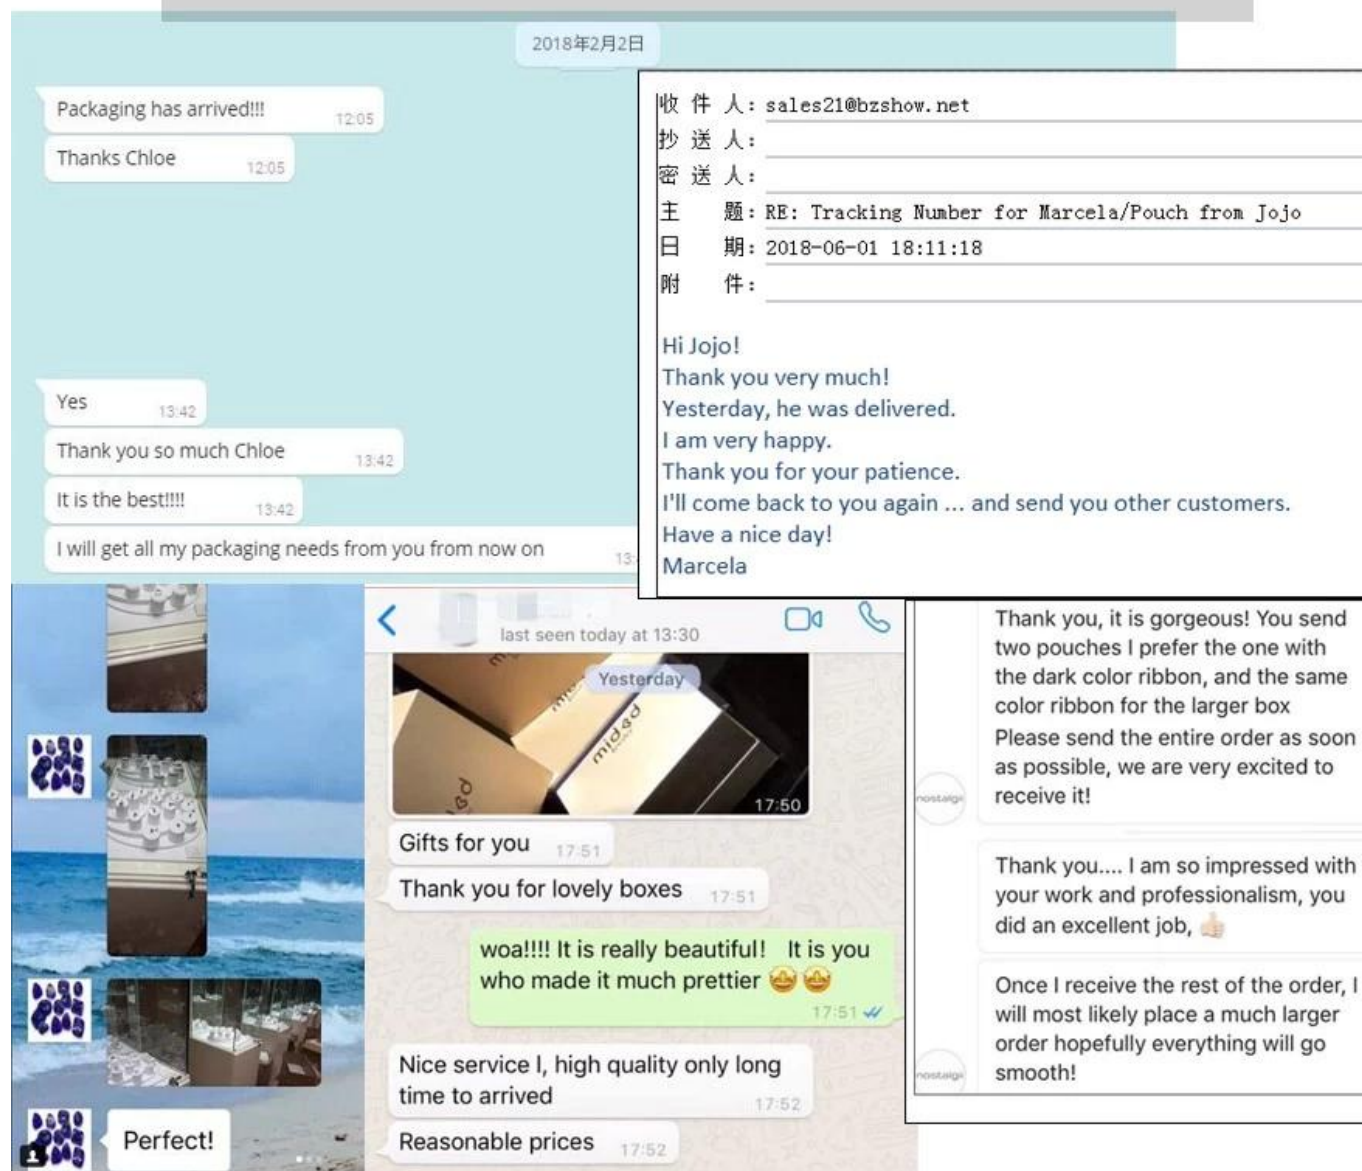 2018年2月2日
Packaging has arrived!!!
12:05
Thanks Chloe
12:05
Yes
13:42
Thank you so much Chloe
13:42
It is the best!!!!
13:42
I will get all my packaging needs from you from now on
收 件 人: sales21@bzshow.net
抄 送 人:
密 送 人:
主 题: RE: Tracking Number for Marcela/Pouch from Jojo
日 期: 2018-06-01 18:11:18
附 件:
Hi Jojo!
Thank you very much!
Yesterday, he was delivered.
I am very happy.
Thank you for your patience.
I'll come back to you again ... and send you other customers.
Have a nice day!
Marcela
Perfect!
last seen today at 13:30
Yesterday
midad
midad
17:50
Gifts for you
17:51
Thank you for lovely boxes
17:51
woa!!!! It is really beautiful! It is you
who made it much prettier 🤩🤩
17:51
Nice service I, high quality only long
time to arrived
17:52
Reasonable prices
17:52
Thank you, it is gorgeous! You send
two pouches I prefer the one with
the dark color ribbon, and the same
color ribbon for the larger box
Please send the entire order as soon
as possible, we are very excited to
receive it!
nostalgi
Thank you.... I am so impressed with
your work and professionalism, you
did an excellent job, 👍🏻
Once I receive the rest of the order, I
will most likely place a much larger
order hopefully everything will go
smooth!
nostalgi